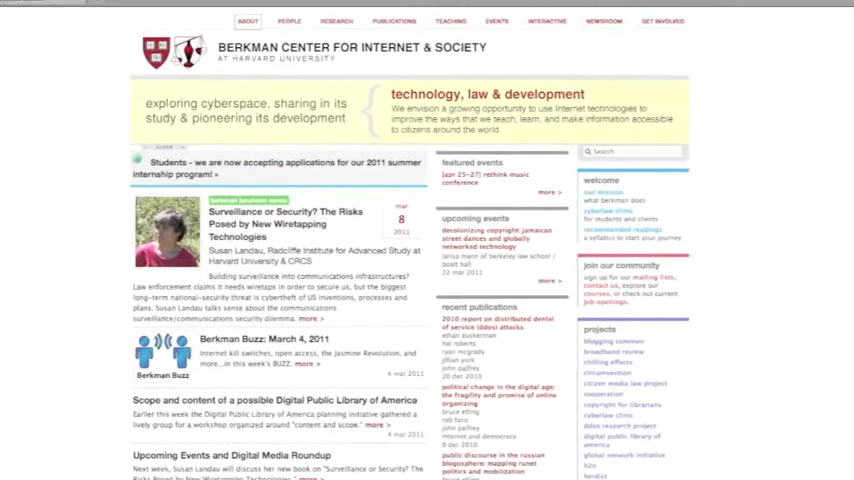 ABOUT PEOPLE RESEARCH PUBLICATIONS TEACHING EVENTS INTERACTIVE NEWSROOM GET INVOLVED
BERKMAN CENTER FOR INTERNET & SOCIETY
AT HARVARD UNIVERSITY
exploring cyberspace, sharing in its
study & pioneering its development
technology, law & development
We envision a growing opportunity to use Internet technologies to
improve the ways that we teach, learn, and make information accessible
to citizens around the world.
Students - we are now accepting applications for our 2011 summer
internship program! »
berkman luncheon series
Surveillance or Security? The Risks
Posed by New Wiretapping
Technologies
mar
8
2011
Susan Landau, Radcliffe Institute for Advanced Study at
Harvard University & CRCS
Building surveillance into communications infrastructures?
Law enforcement claims it needs wiretaps in order to secure us, but the biggest
long-term national-security threat is cybertheft of US inventions, processes and
plans. Susan Landau talks sense about the communications
surveillance/communications security dilemma. more >
Berkman Buzz
Berkman Buzz: March 4, 2011
Internet kill switches, open access, the Jasmine Revolution, and
more...in this week's BUZZ. more >
4 mar 2011
Scope and content of a possible Digital Public Library of America
Earlier this week the Digital Public Library of America planning initiative gathered a
lively group for a workshop organized around "content and scope." more >
4 mar 2011
Upcoming Events and Digital Media Roundup
Next week, Susan Landau will discuss her new book on "Surveillance or Security? The
Risks Posed by New Wiretapping Technologies." more >
featured events
[apr 25-27] rethink music
conference
more >
upcoming events
decolonizing copyright: jamaican
street dances and globally
networked technology
larisa mann of berkeley law school /
boalt hall
22 mar 2011
more >
recent publications
2010 report on distributed denial
of service (ddos) attacks
ethan zuckerman
hal roberts
ryan mcgrady
jillian york
john palfrey
20 dec 2010
political change in the digital age:
the fragility and promise of online
organizing
bruce etling
rob faris
john palfrey
internet and democracy
9 dec 2010
public discourse in the russian
blogosphere: mapping runet
politics and mobilization
bruce etling
Search
welcome
our mission
what berkman does
cyberlaw clinic
for students and clients
recommended readings
a syllabus to start your journey
join our community
sign up for our mailing lists,
contact us, explore our
courses, or check out current
job openings.
projects
blogging common
broadband review
chilling effects
circumvention
citizen media law project
cooperation
copyright for librarians
cyberlaw clinic
ddos research project
digital public library of
america
global network initiative
h2o
herdict